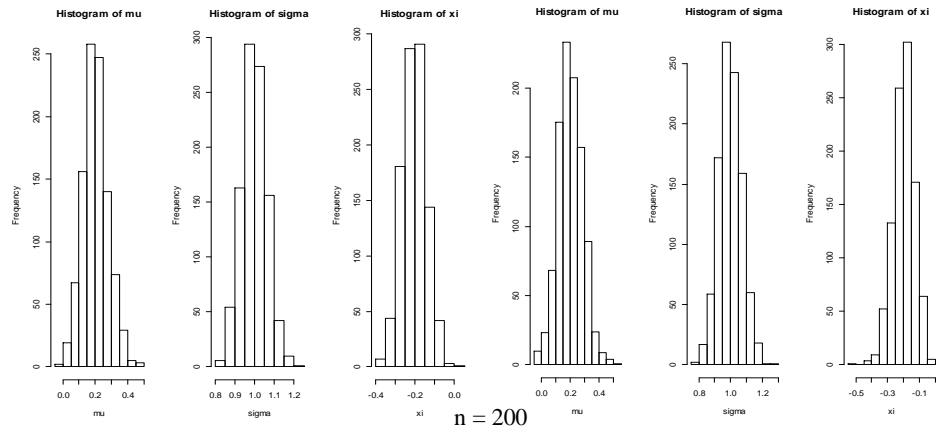 Histogram of mu
Histogram of sigma
Histogram of xi
Histogram of mu
Histogram of sigma
Histogram of xi
Frequency
0
50
100
150
200
250
0.0 0.2 0.4
mu
Frequency
0
50
100
150
200
250
300
0.8 0.9 1.0 1.1 1.2
sigma
Frequency
0
50
100
150
200
250
300
-0.4 -0.2 0.0
xi
Frequency
0
50
100
150
200
0.0 0.2 0.4
mu
Frequency
0
50
100
150
200
250
0.8 1.0 1.2
sigma
Frequency
0
50
100
150
200
250
300
-0.5 -0.3 -0.1
xi
n = 200